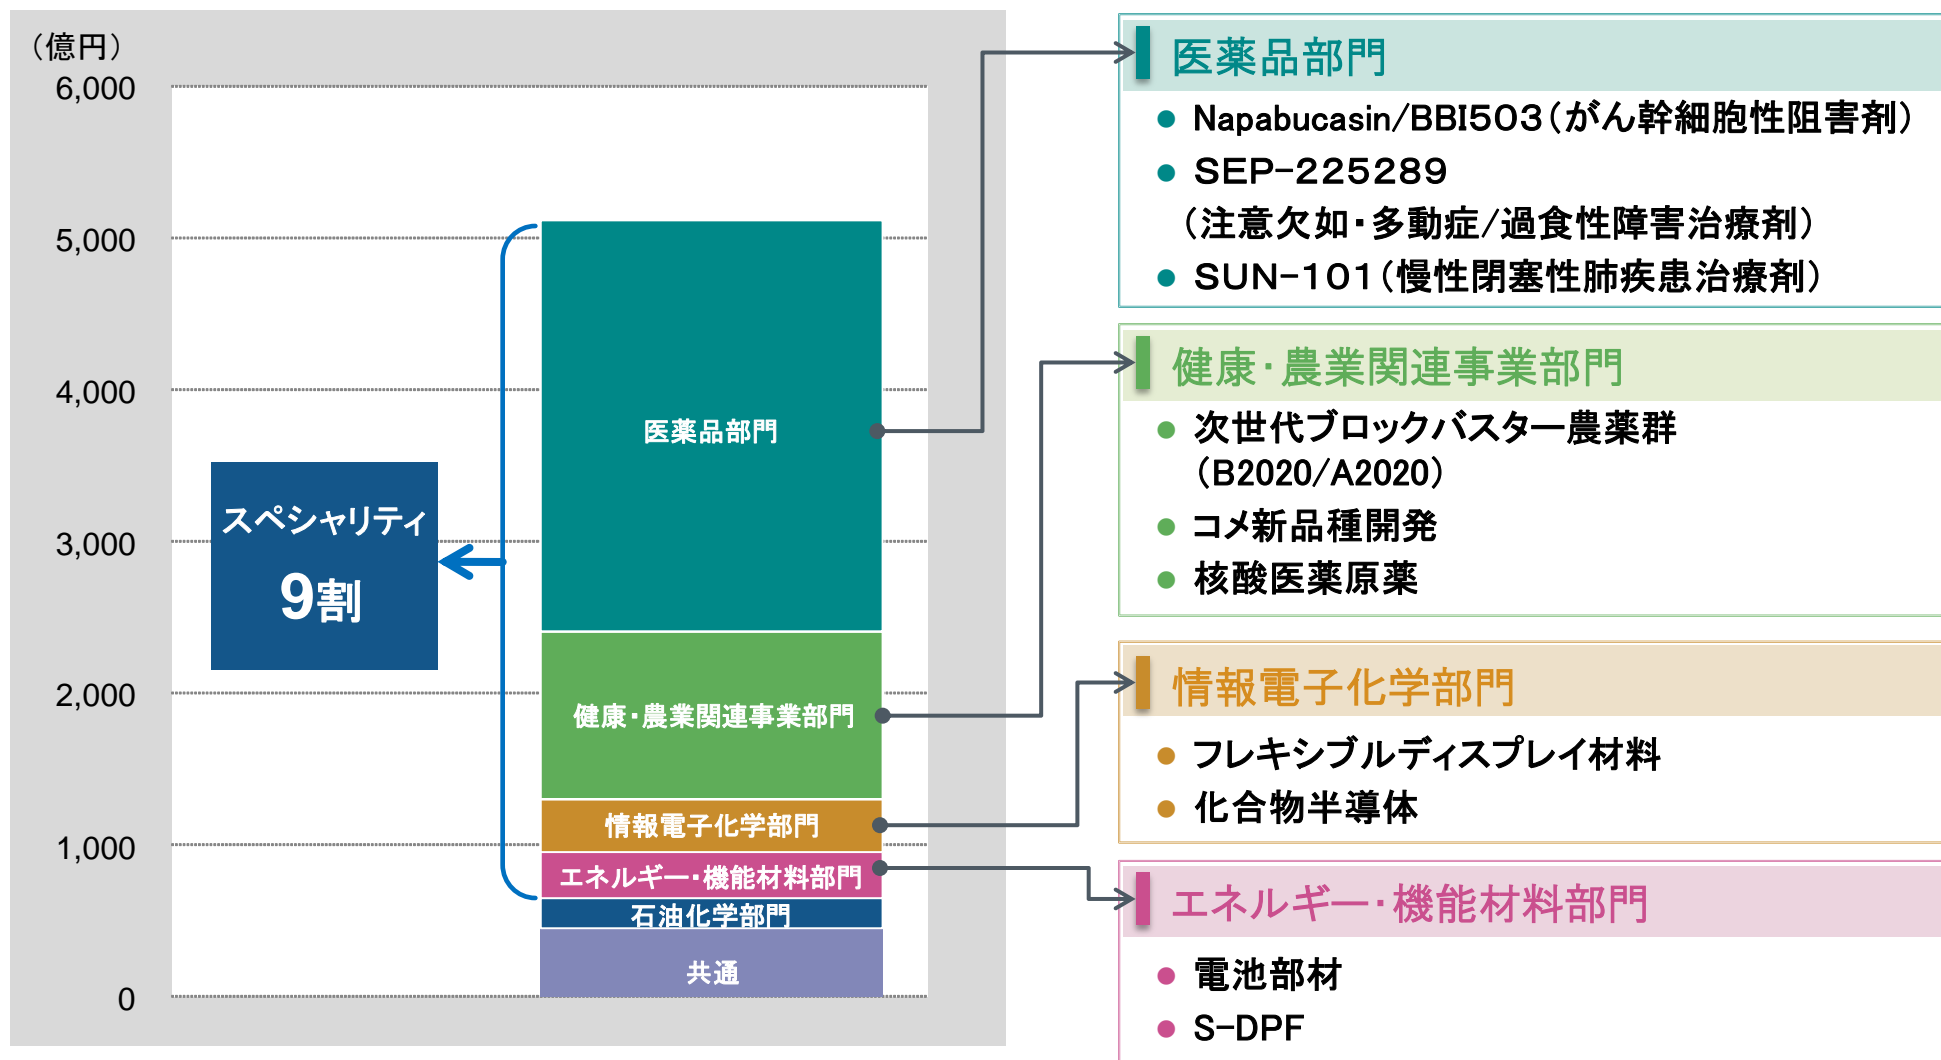 （億円）
6,000
5,000
4,000
3,000
2,000
1,000
0
スペシャリティ
9割
医薬品部門
健康・農業関連事業部門
情報電子化学部門
エネルギー・機能材料部門
石油化学部門
共通
医薬品部門
Napabucasin/BBI503（がん幹細胞性阻害剤）
SEP-225289
（注意欠如・多動症/過食性障害治療剤）
SUN-101（慢性閉塞性肺疾患治療剤）
健康・農業関連事業部門
次世代ブロックバスター農薬群
（B2020/A2020）
コメ新品種開発
核酸医薬原薬
情報電子化学部門
フレキシブルディスプレイ材料
化合物半導体
エネルギー・機能材料部門
電池部材
S-DPF